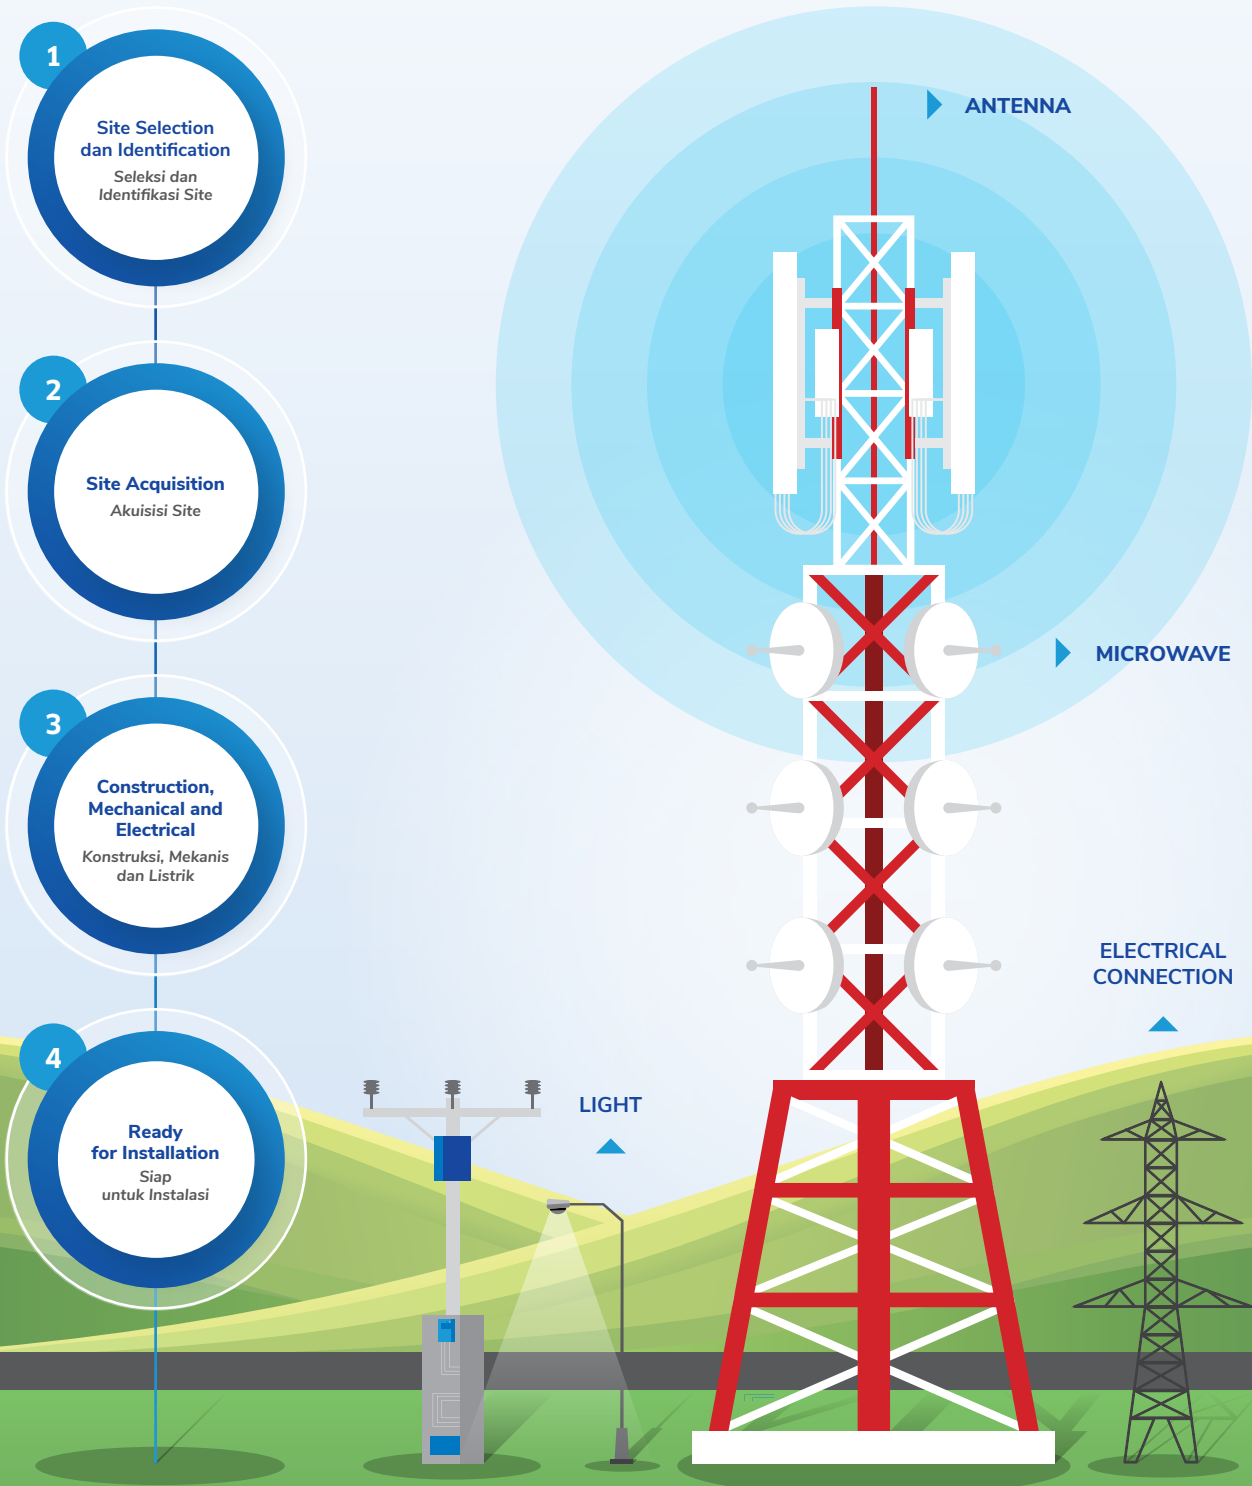 1
Site Selection
dan Identification
Seleksi dan
Identifikasi Site
2
Site Acquisition
Akuisisi Site
3
Construction,
Mechanical and
Electrical
Konstruksi, Mekanis
dan Listrik
4
Ready
for Installation
Siap
untuk Instalasi
ANTENNA
MICROWAVE
ELECTRICAL
CONNECTION
LIGHT